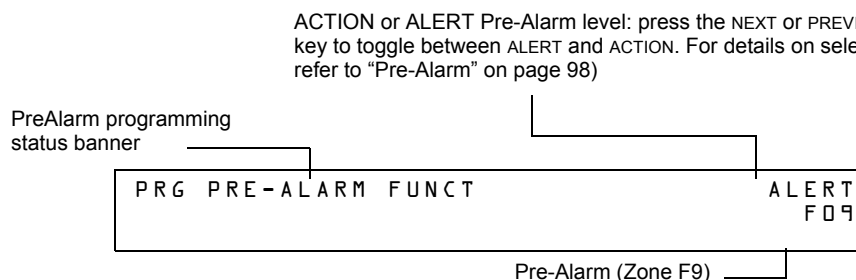 ACTION or ALERT Pre-Alarm level: press the NEXT or
key to toggle between ALERT and ACTION. For details on
refer to “Pre-Alarm” on page 98)
PreAlarm programming
status banner
PRG PRE-ALARM FUNCT ALERT
F09
Pre-Alarm (Zone F9)